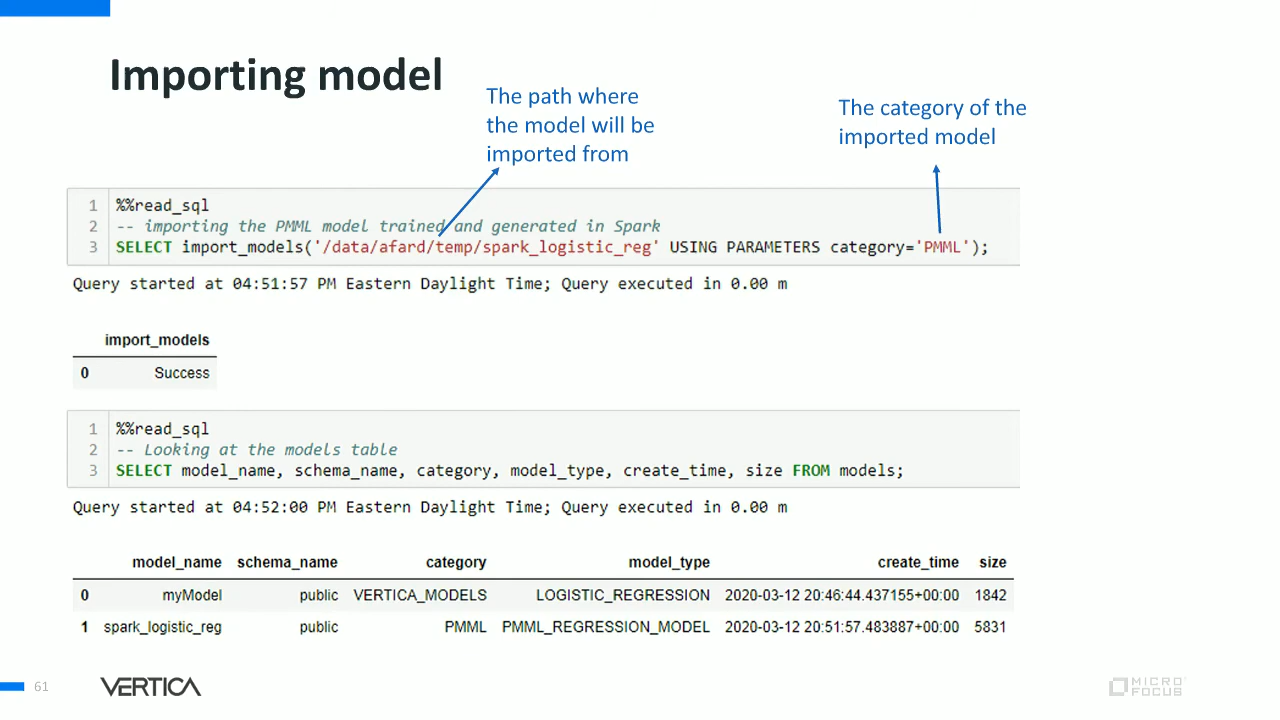 Importing model
The path where
the model will be
imported from
The category of the
imported model
1 %%read_sql
2 -- importing the PMML model trained and generated in Spark
3 SELECT import_models('/data/afard/temp/spark_logistic_reg' USING PARAMETERS category='PMML');
Query started at 04:51:57 PM Eastern Daylight Time; Query executed in 0.00 m
import_models
0 Success
1 %%read_sql
2 -- Looking at the models table
3 SELECT model_name, schema_name, category, model_type, create_time, size FROM models;
Query started at 04:52:00 PM Eastern Daylight Time; Query executed in 0.00 m
model_name schema_name category model_type create_time size
0 myModel public VERTICA_MODELS LOGISTIC_REGRESSION 2020-03-12 20:46:44.437155+00:00 1842
1 spark_logistic_reg public PMML PMML_REGRESSION_MODEL 2020-03-12 20:51:57.483887+00:00 5831
61
VERTICA
MICRO
FOCUS